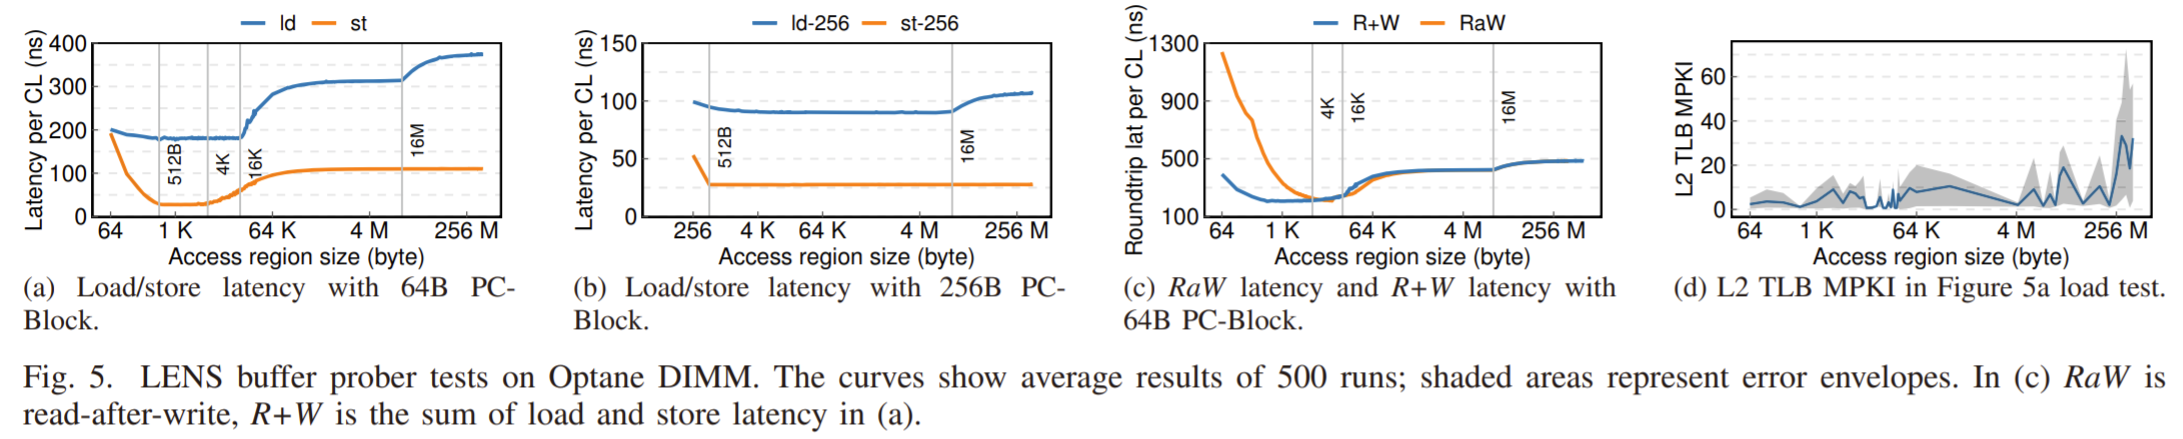 ld st
Latency per CL (ns)
400
300
200
100
0
512B
4K
16K
16M
64 1 K 64 K 4 M 256 M
Access region size (byte)
(a) Load/store latency with 64B PC-
Block.
ld-256 st-256
Latency per CL (ns)
150
100
50
0
512B
16M
256 4 K 64 K 4 M 256 M
Access region size (byte)
(b) Load/store latency with 256B PC-
Block.
R+W RaW
Roundtrip lat per CL (ns)
1300
900
500
100
4K
16K
16M
64 1 K 64 K 4 M 256 M
Access region size (byte)
(c) RaW latency and R+W latency with
64B PC-Block.
L2 TLB MPKI
60
40
20
0
64 1 K 64 K 4 M 256 M
Access region size (byte)
(d) L2 TLB MPKI in Figure 5a load test.
Fig. 5. LENS buffer prober tests on Optane DIMM. The curves show average results of 500 runs; shaded areas represent error envelopes. In (c) RaW is
read-after-write, R+W is the sum of load and store latency in (a).